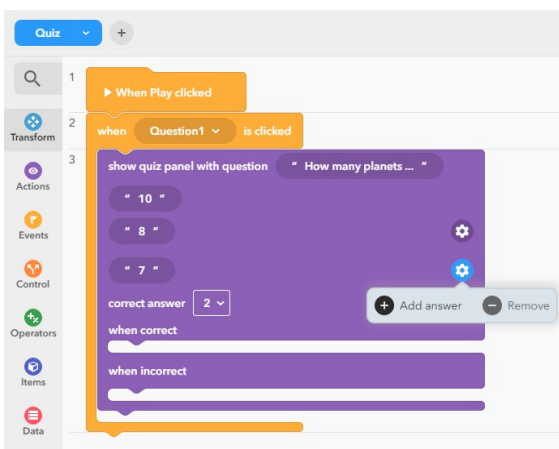 Quiz
1
When Play clicked
2
when Question1 is clicked
3
show quiz panel with question " How many planets ... "
" 10 "
" 8 "
" 7 "
correct answer 2
Add answer Remove
when correct
when incorrect
Transform
Actions
Events
Control
Operators
Items
Data